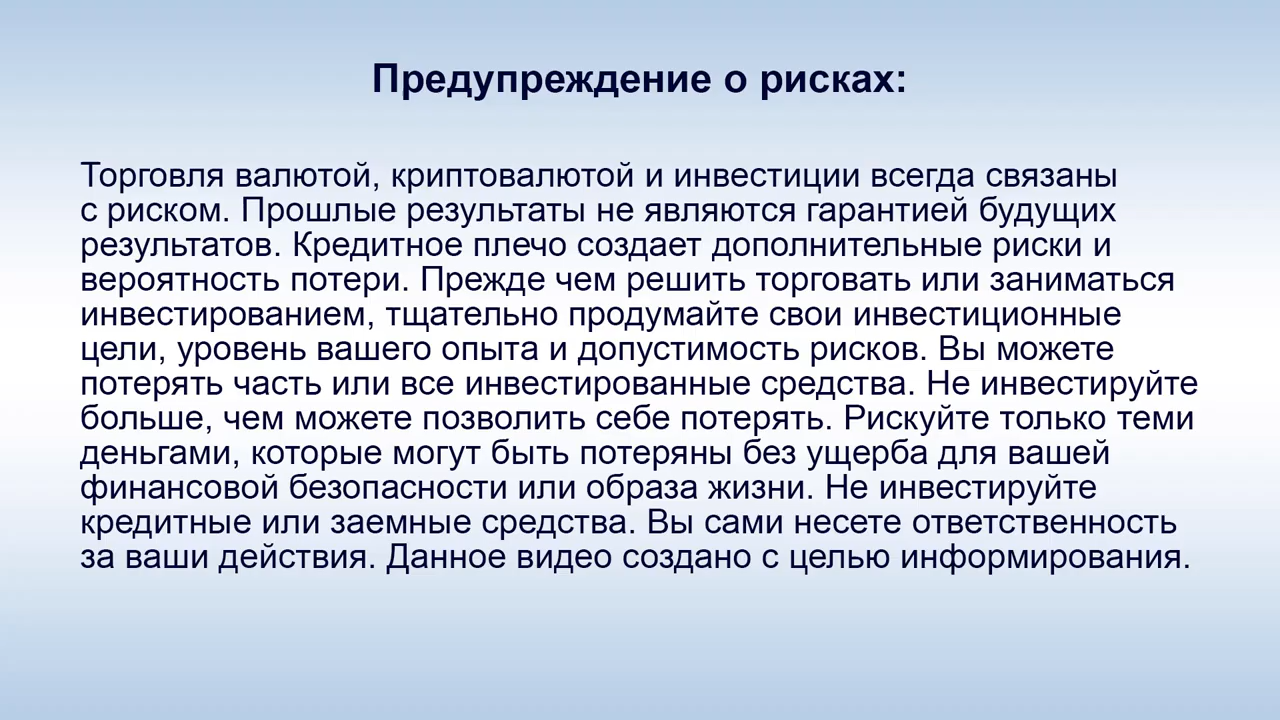 Предупреждение о рисках:
Торговля валютой, криптовалютой и инвестиции всегда связаны
с риском. Прошлые результаты не являются гарантией будущих
результатов. Кредитное плечо создает дополнительные риски и
вероятность потери. Прежде чем решить торговать или заниматься
инвестированием, тщательно продумайте свои инвестиционные
цели, уровень вашего опыта и допустимость рисков. Вы можете
потерять часть или все инвестированные средства. Не инвестируйте
больше, чем можете позволить себе потерять. Рискуйте только теми
деньгами, которые могут быть потеряны без ущерба для вашей
финансовой безопасности или образа жизни. Не инвестируйте
кредитные или заемные средства. Вы сами несете ответственность
за ваши действия. Данное видео создано с целью информирования.